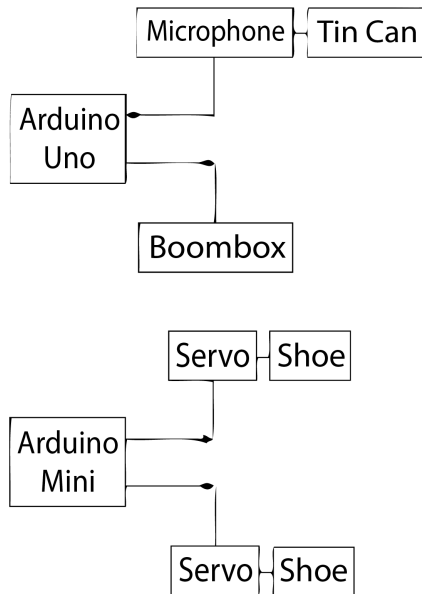 Microphone
Tin Can
Arduino
Uno
Boombox
Servo
Shoe
Arduino
Mini
Servo
Shoe